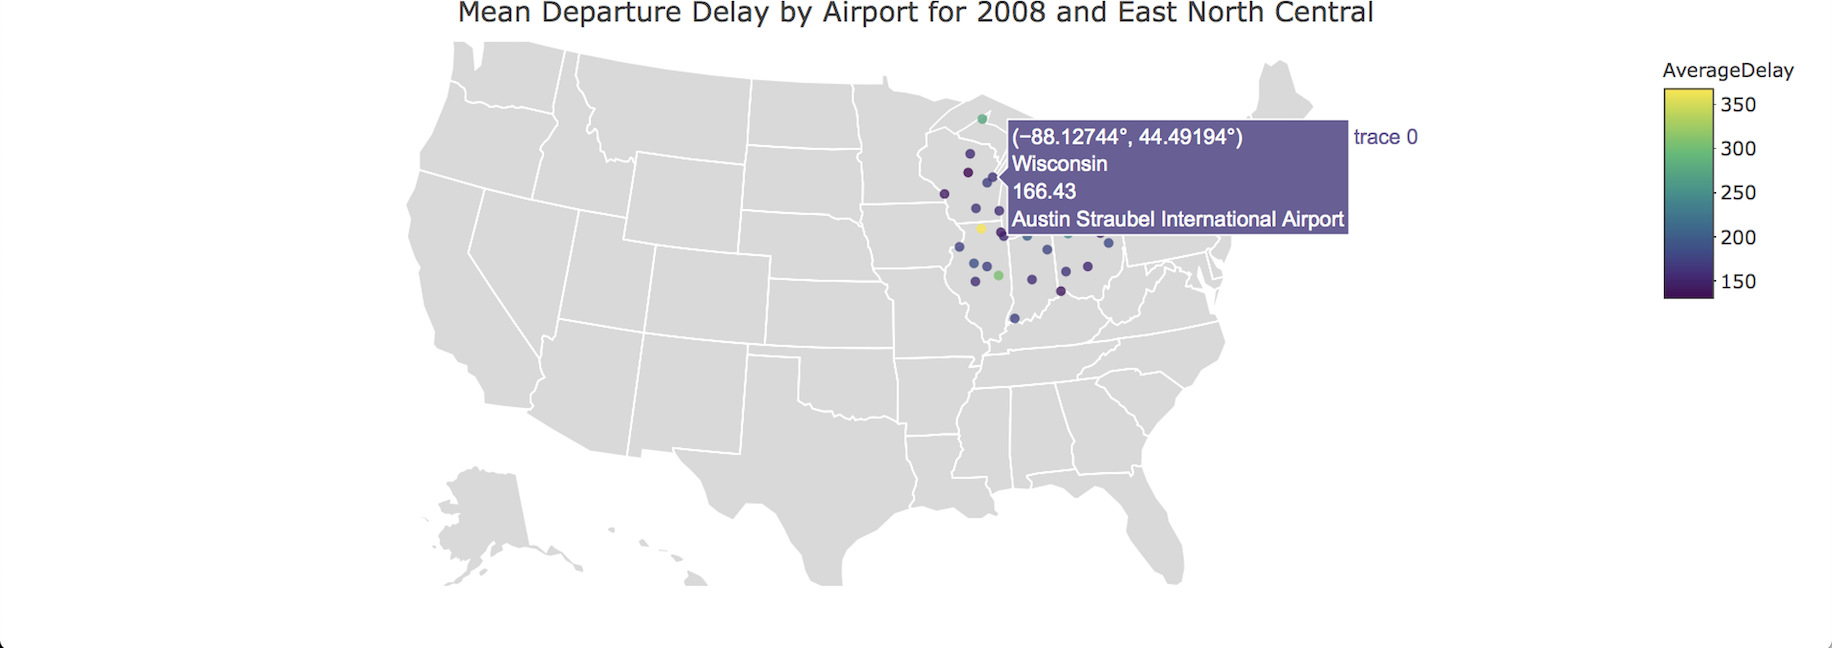 Mean Departure Delay by Airport for 2008 and East North Central
AverageDelay
350
300
250
200
150
(−88.12744°, 44.49194°)
Wisconsin
166.43
Austin Straubel International Airport
trace 0